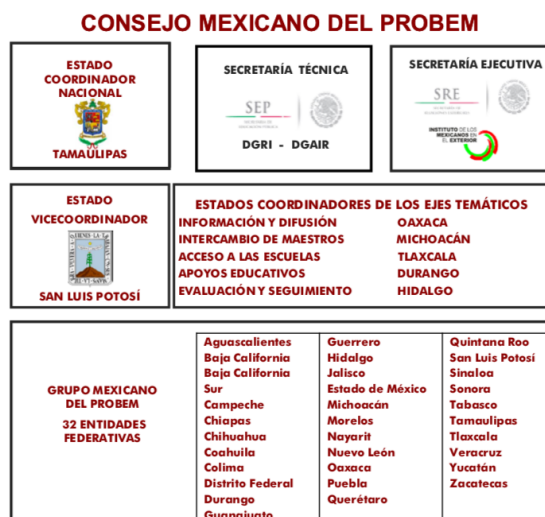 CONSEJO MEXICANO DEL PROBEM
ESTADO
COORDINADOR
NACIONAL
TAMAULIPAS
SECRETARÍA TÉCNICA
SEP
DGRI - DGAIR
SECRETARÍA EJECUTIVA
SRE
INSTITUTO DE LOS
MEXICANOS EN
EL EXTERIOR
ESTADO
VICECOORDINADOR
SAN LUIS POTOSÍ
ESTADOS COORDINADORES DE LOS EJES TEMÁTICOS
INFORMACIÓN Y DIFUSIÓN OAXACA
INTERCAMBIO DE MAESTROS MICHOACÁN
ACCESO A LAS ESCUELAS TLAXCALA
APOYOS EDUCATIVOS DURANGO
EVALUACIÓN Y SEGUIMIENTO HIDALGO
GRUPO MEXICANO
DEL PROBEM
32 ENTIDADES
FEDERATIVAS
Aguascalientes
Baja California
Baja California
Sur
Campeche
Chiapas
Chihuahua
Coahuila
Colima
Distrito Federal
Durango
Guanajuato
Guerrero
Hidalgo
Jalisco
Estado de México
Michoacán
Morelos
Nayarit
Nuevo León
Oaxaca
Puebla
Querétaro
Quintana Roo
San Luis Potosí
Sinaloa
Sonora
Tabasco
Tamaulipas
Tlaxcala
Veracruz
Yucatán
Zacatecas